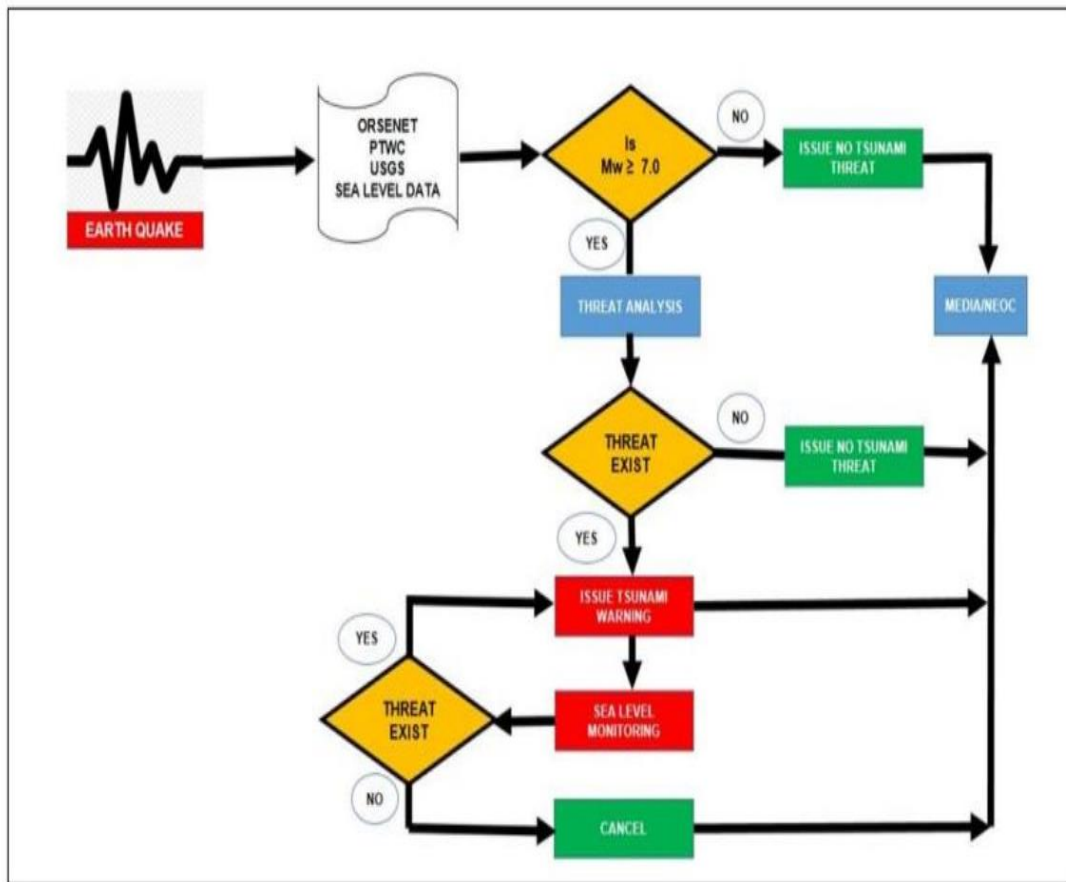 EARTH QUAKE
ORSENET
PTWC
USGS
SEA LEVEL DATA
Is
Mw ≥ 7.0
NO
ISSUE NO TSUNAMI
THREAT
YES
THREAT ANALYSIS
MEDIA/NEOC
THREAT
EXIST
NO
ISSUE NO TSUNAMI
THREAT
YES
ISSUE TSUNAMI
WARNING
YES
THREAT
EXIST
SEA LEVEL
MONITORING
NO
CANCEL